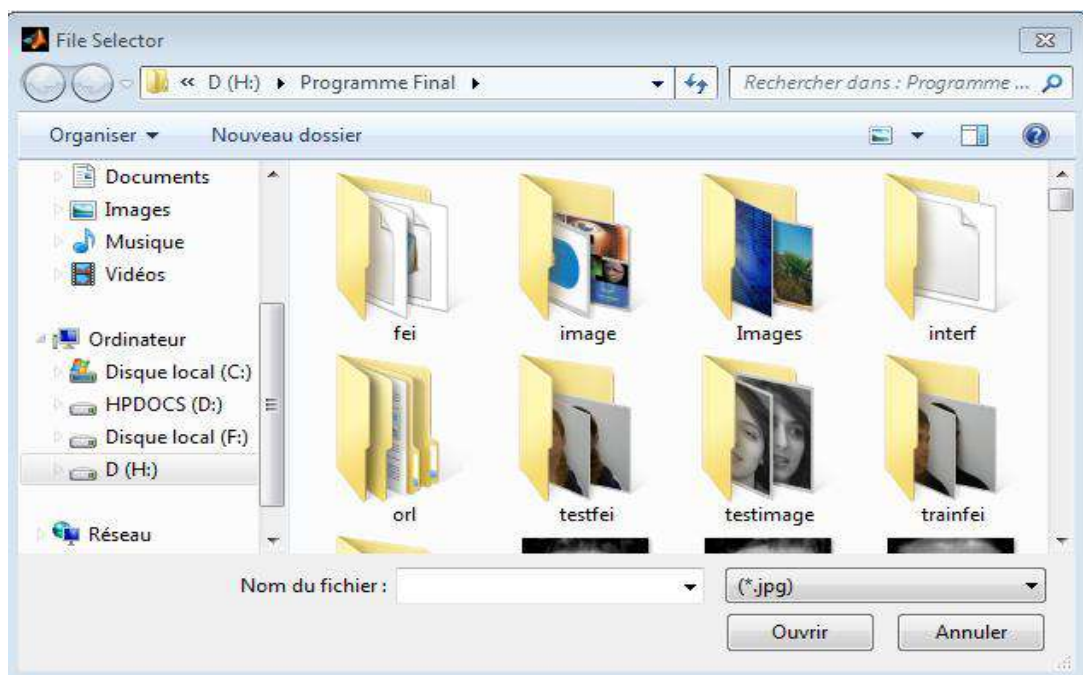 File Selector
« D (H:) Programme Final
Rechercher dans : Programme ...
Organiser Nouveau dossier
Documents
Images
Musique
Vidéos
Ordinateur
Disque local (C:)
HPDOCS (D:)
Disque local (F:)
D (H:)
Réseau
fei image Images interf
orl testfei testimage trainfei
Nom du fichier : (*.jpg)
Ouvrir Annuler